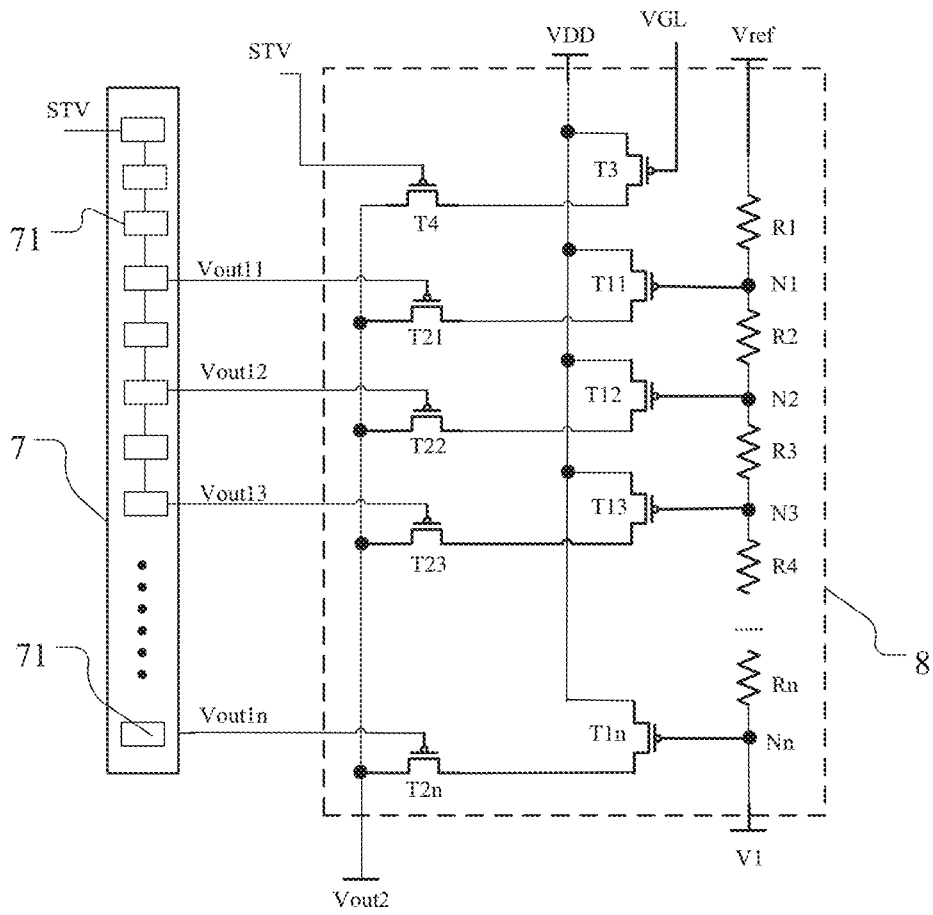 VGL
VDD
Vref
STV
STV
T3
T4
R1
71
Vout11
T11
N1
T21
R2
Vout12
T12
N2
T22
R3
7
Vout13
T13
N3
T23
R4
......
71
8
Rn
Vout1n
T1n
Nn
T2n
V1
Vout2